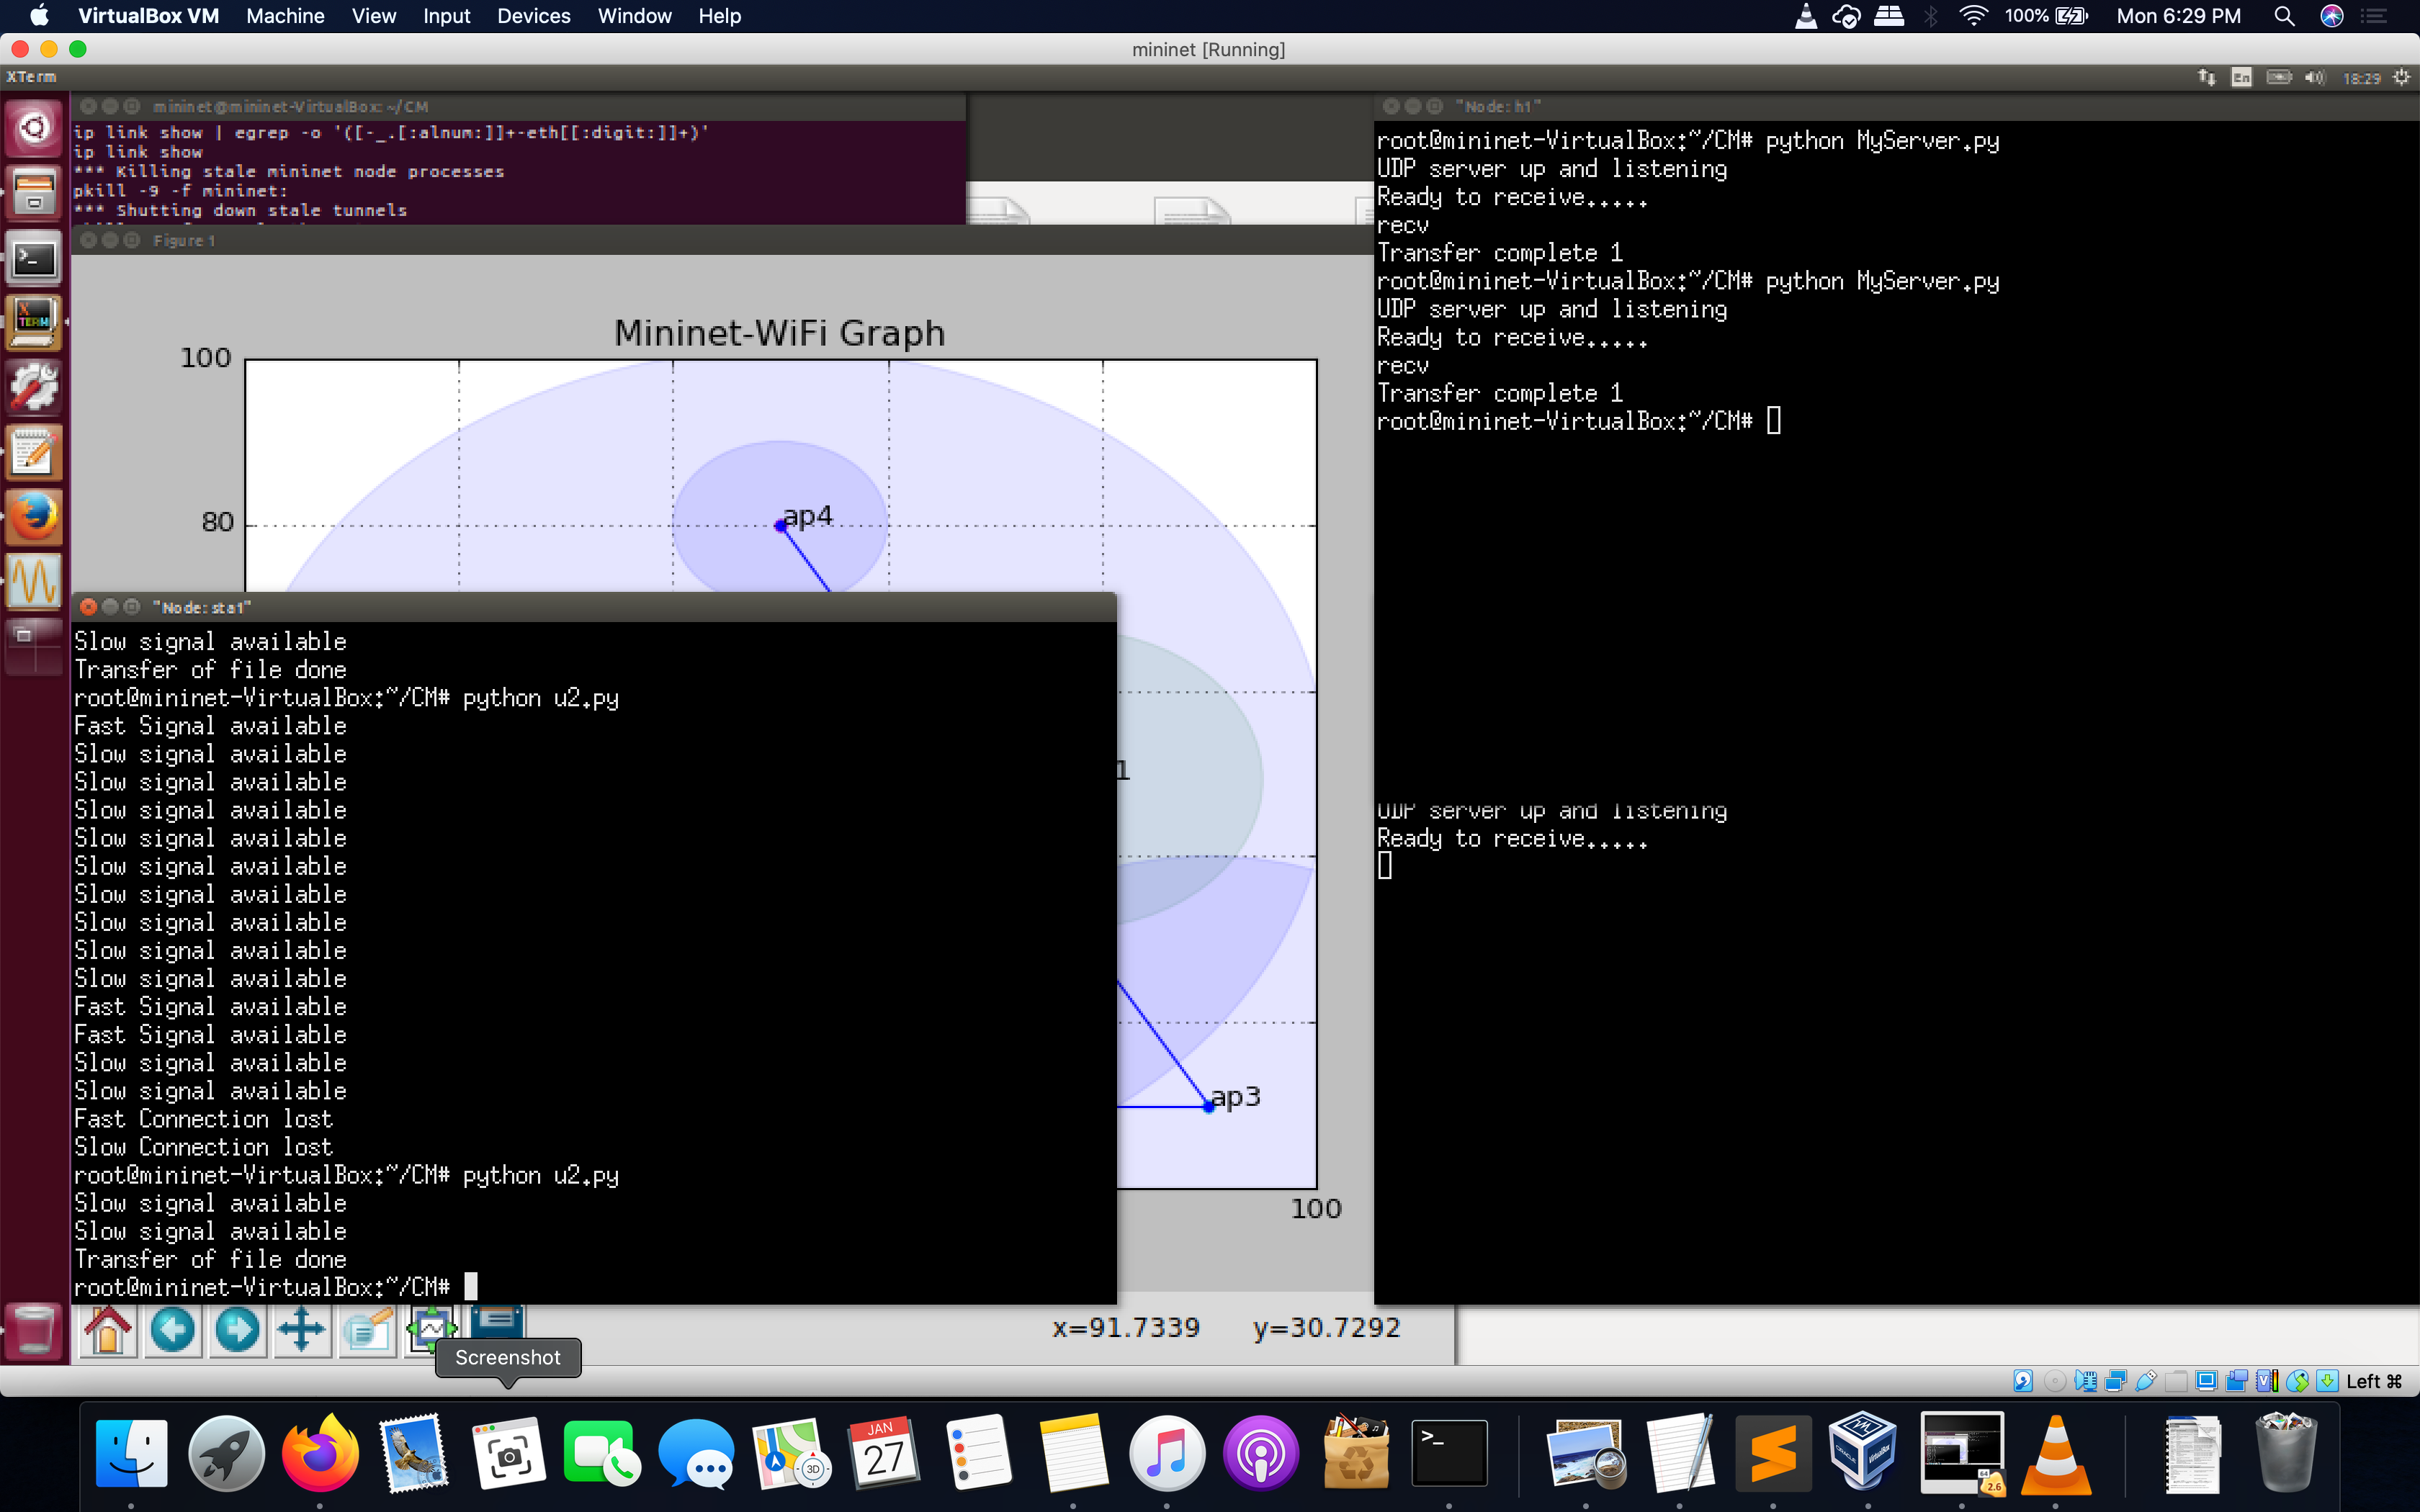 VirtualBox VM Machine View Input Devices Window Help 100% Mon 6:29 PM
mininet [Running]
XTerm En 18:29
mininet@mininet-VirtualBox: ~/CM
ip link show | egrep -o '([-_.[:alnum:]]+-eth[[:digit:]]+)'
ip link show
*** Killing stale mininet node processes
pkill -9 -f mininet:
*** Shutting down stale tunnels
Figure 1
Mininet-WiFi Graph
100
80
ap4
1
ap3
100
x=91.7339 y=30.7292
"Node: sta1"
Slow signal available
Transfer of file done
root@mininet-VirtualBox:~/CM# python u2.py
Fast Signal available
Slow signal available
Slow signal available
Slow signal available
Slow signal available
Slow signal available
Slow signal available
Slow signal available
Slow signal available
Slow signal available
Fast Signal available
Fast Signal available
Slow signal available
Slow signal available
Fast Connection lost
Slow Connection lost
root@mininet-VirtualBox:~/CM# python u2.py
Slow signal available
Slow signal available
Transfer of file done
root@mininet-VirtualBox:~/CM#
"Node: h1"
root@mininet-VirtualBox:~/CM# python MyServer.py
UDP server up and listening
Ready to receive.....
recv
Transfer complete 1
root@mininet-VirtualBox:~/CM# python MyServer.py
UDP server up and listening
Ready to receive.....
recv
Transfer complete 1
root@mininet-VirtualBox:~/CM#
UDP server up and listening
Ready to receive.....
Screenshot
Left ⌘
JAN
27
3D